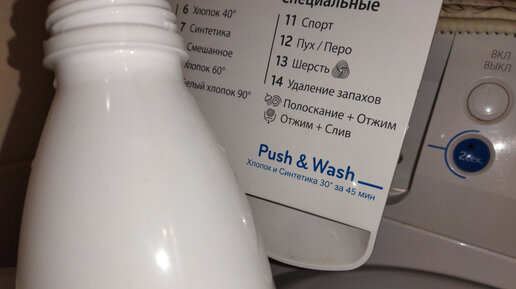 Специальные
6 Хлопок 40°
7 Синтетика
Смешанное
Хлопок 60°
Белый хлопок 90°
11 Спорт
12 Пух / Перо
13 Шерсть
14 Удаление запахов
Полоскание + Отжим
Отжим + Слив
Push & Wash
Хлопок и Синтетика 30° за 45 мин
ВКЛ
ВЫКЛ
2сек.